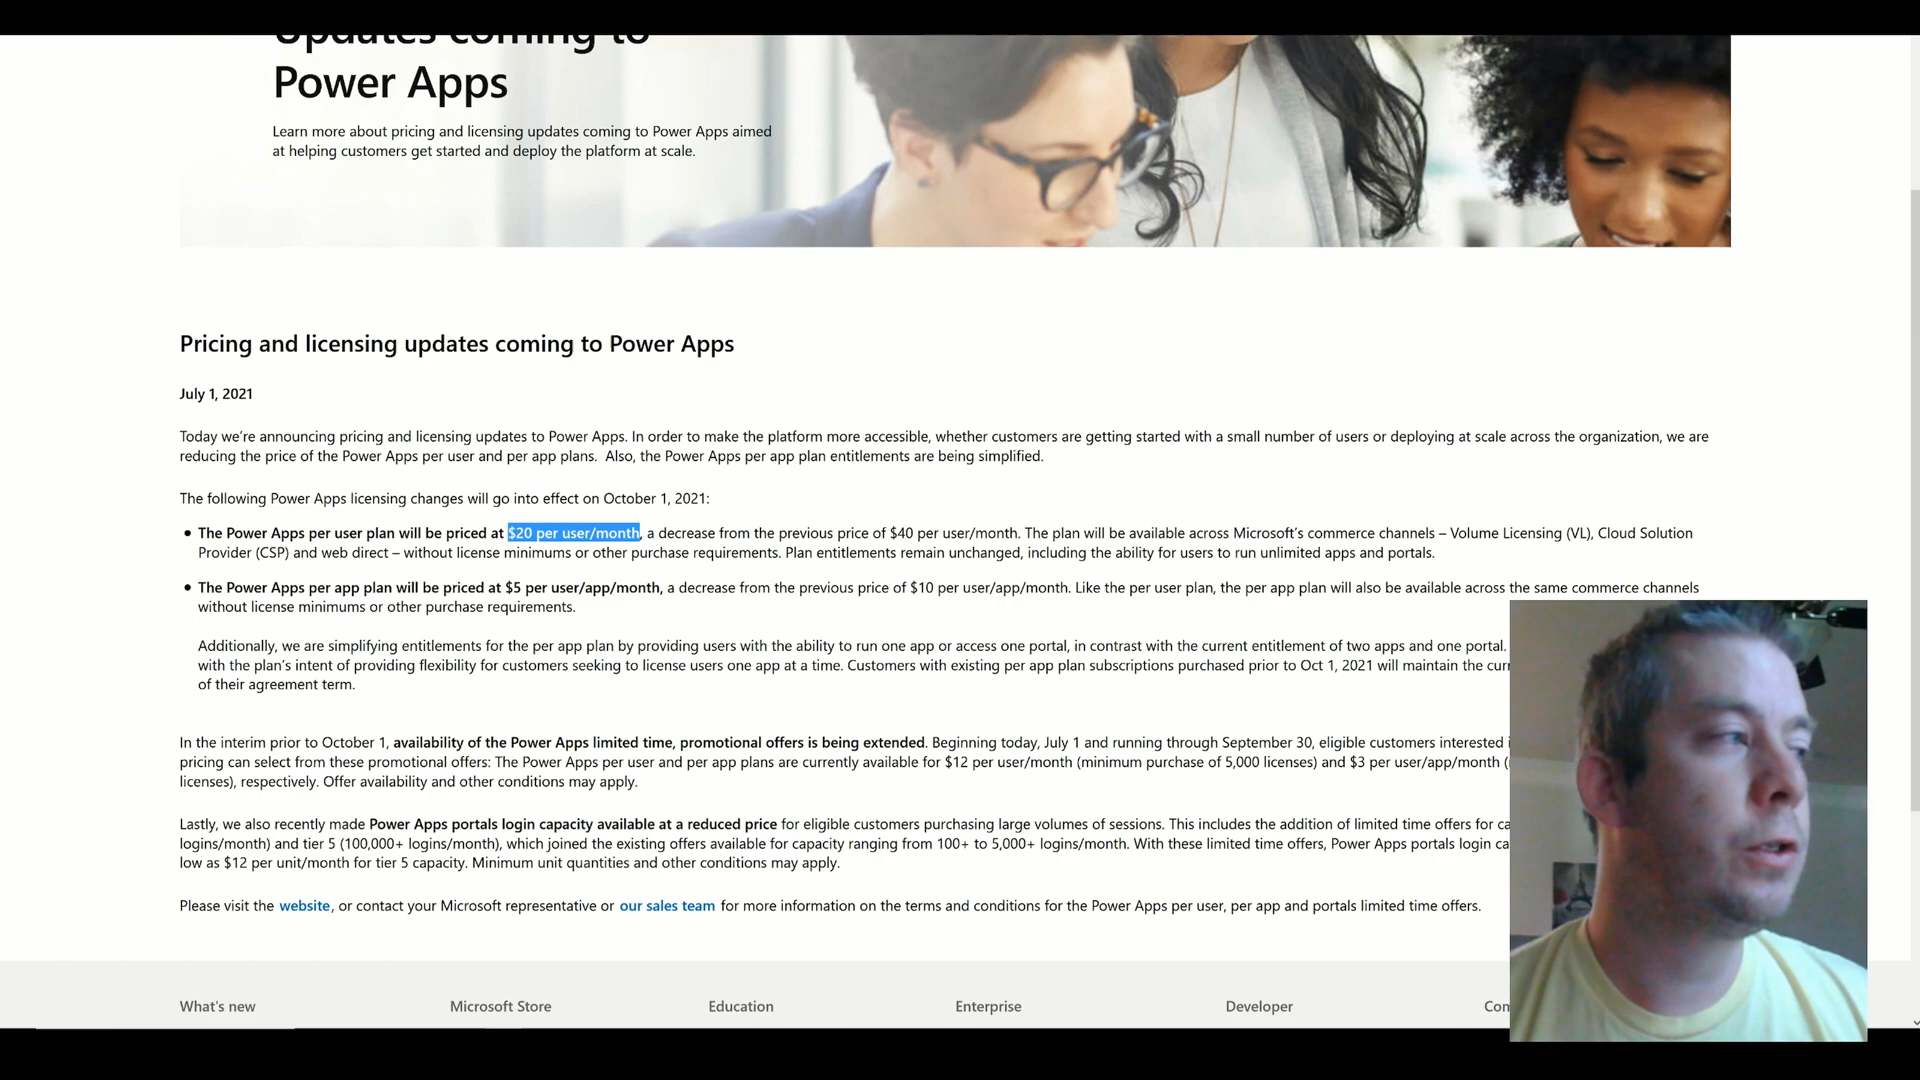 Updates coming to
Power Apps
Learn more about pricing and licensing updates coming to Power Apps aimed
at helping customers get started and deploy the platform at scale.
Pricing and licensing updates coming to Power Apps
July 1, 2021
Today we’re announcing pricing and licensing updates to Power Apps. In order to make the platform more accessible, whether customers are getting started with a small number of users or deploying at scale across the organization, we are
reducing the price of the Power Apps per user and per app plans.  Also, the Power Apps per app plan entitlements are being simplified.
The following Power Apps licensing changes will go into effect on October 1, 2021:
• The Power Apps per user plan will be priced at $20 per user/month, a decrease from the previous price of $40 per user/month. The plan will be available across Microsoft’s commerce channels – Volume Licensing (VL), Cloud Solution
Provider (CSP) and web direct – without license minimums or other purchase requirements. Plan entitlements remain unchanged, including the ability for users to run unlimited apps and portals.
• The Power Apps per app plan will be priced at $5 per user/app/month, a decrease from the previous price of $10 per user/app/month. Like the per user plan, the per app plan will also be available across the same commerce channels
without license minimums or other purchase requirements.
Additionally, we are simplifying entitlements for the per app plan by providing users with the ability to run one app or access one portal, in contrast with the current entitlement of two apps and one portal.
with the plan’s intent of providing flexibility for customers seeking to license users one app at a time. Customers with existing per app plan subscriptions purchased prior to Oct 1, 2021 will maintain the
of their agreement term.
In the interim prior to October 1, availability of the Power Apps limited time, promotional offers is being extended. Beginning today, July 1 and running through September 30, eligible customers interested
pricing can select from these promotional offers: The Power Apps per user and per app plans are currently available for $12 per user/month (minimum purchase of 5,000 licenses) and $3 per user/app/month
licenses), respectively. Offer availability and other conditions may apply.
Lastly, we also recently made Power Apps portals login capacity available at a reduced price for eligible customers purchasing large volumes of sessions. This includes the addition of limited time offers for
logins/month) and tier 5 (100,000+ logins/month), which joined the existing offers available for capacity ranging from 100+ to 5,000+ logins/month. With these limited time offers, Power Apps portals login
low as $12 per unit/month for tier 5 capacity. Minimum unit quantities and other conditions may apply.
Please visit the website, or contact your Microsoft representative or our sales team for more information on the terms and conditions for the Power Apps per user, per app and portals limited time offers.
What's new
Microsoft Store
Education
Enterprise
Developer